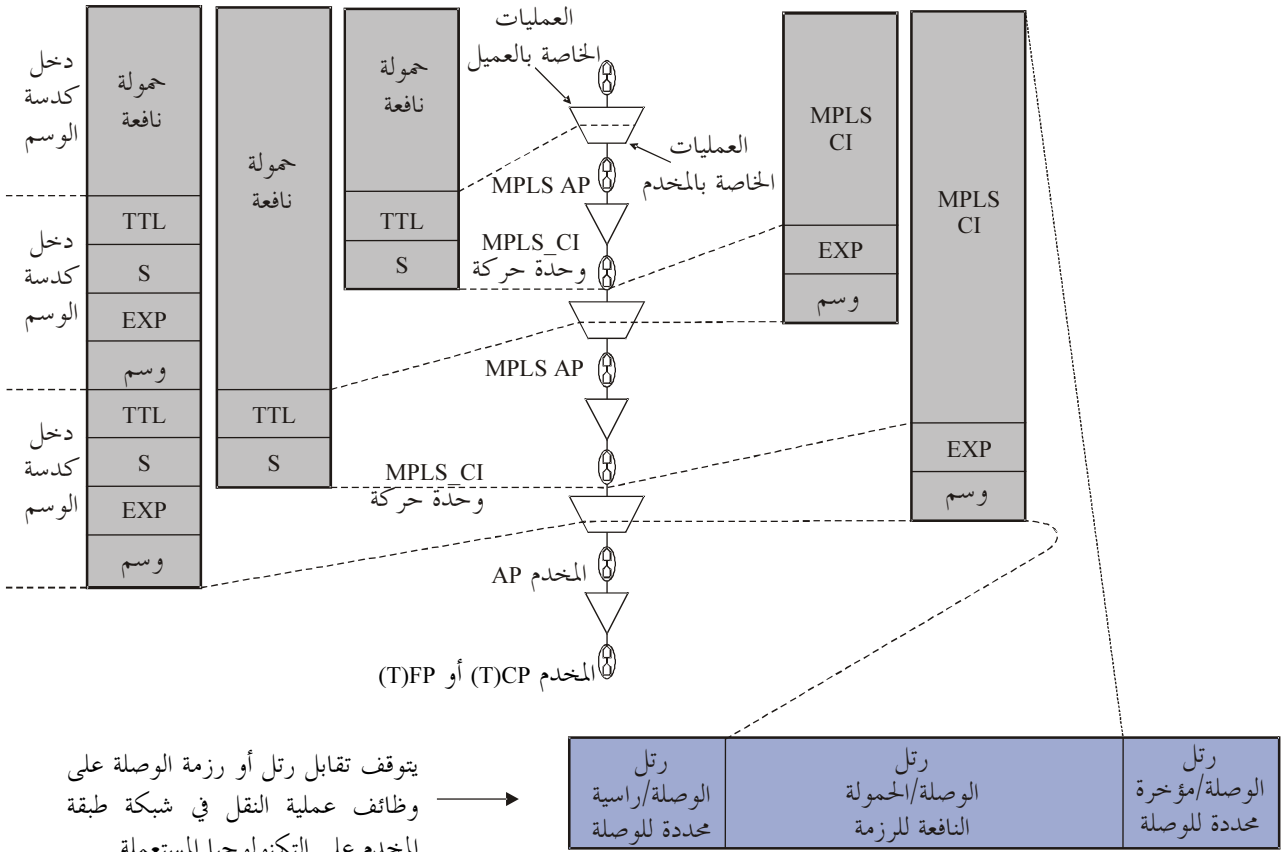 العمليات
الخاصة بالعميل
دخل
كدسة
الوسم
حمولة
نافعة
حمولة
نافعة
حمولة
نافعة
MPLS
CI
MPLS
CI
العمليات
الخاصة بالمخدم
MPLS AP
TTL
S
EXP
وسم
دخل
كدسة
الوسم
TTL
S
MPLS_CI
وحدة حركة
EXP
وسم
MPLS AP
TTL
S
EXP
وسم
دخل
كدسة
الوسم
TTL
S
MPLS_CI
وحدة حركة
EXP
وسم
المخدم AP
المخدم CP(T) أو FP(T)
يتوقف تقابل رتل أو رزمة الوصلة على
وظائف عملية النقل في شبكة طبقة
المخدم على التكنولوجيا المستعملة
رتل
الوصلة/راسية
محددة للوصلة
رتل
الوصلة/الحمولة
النافعة للرزمة
رتل
الوصلة/مؤخرة
محددة للوصلة